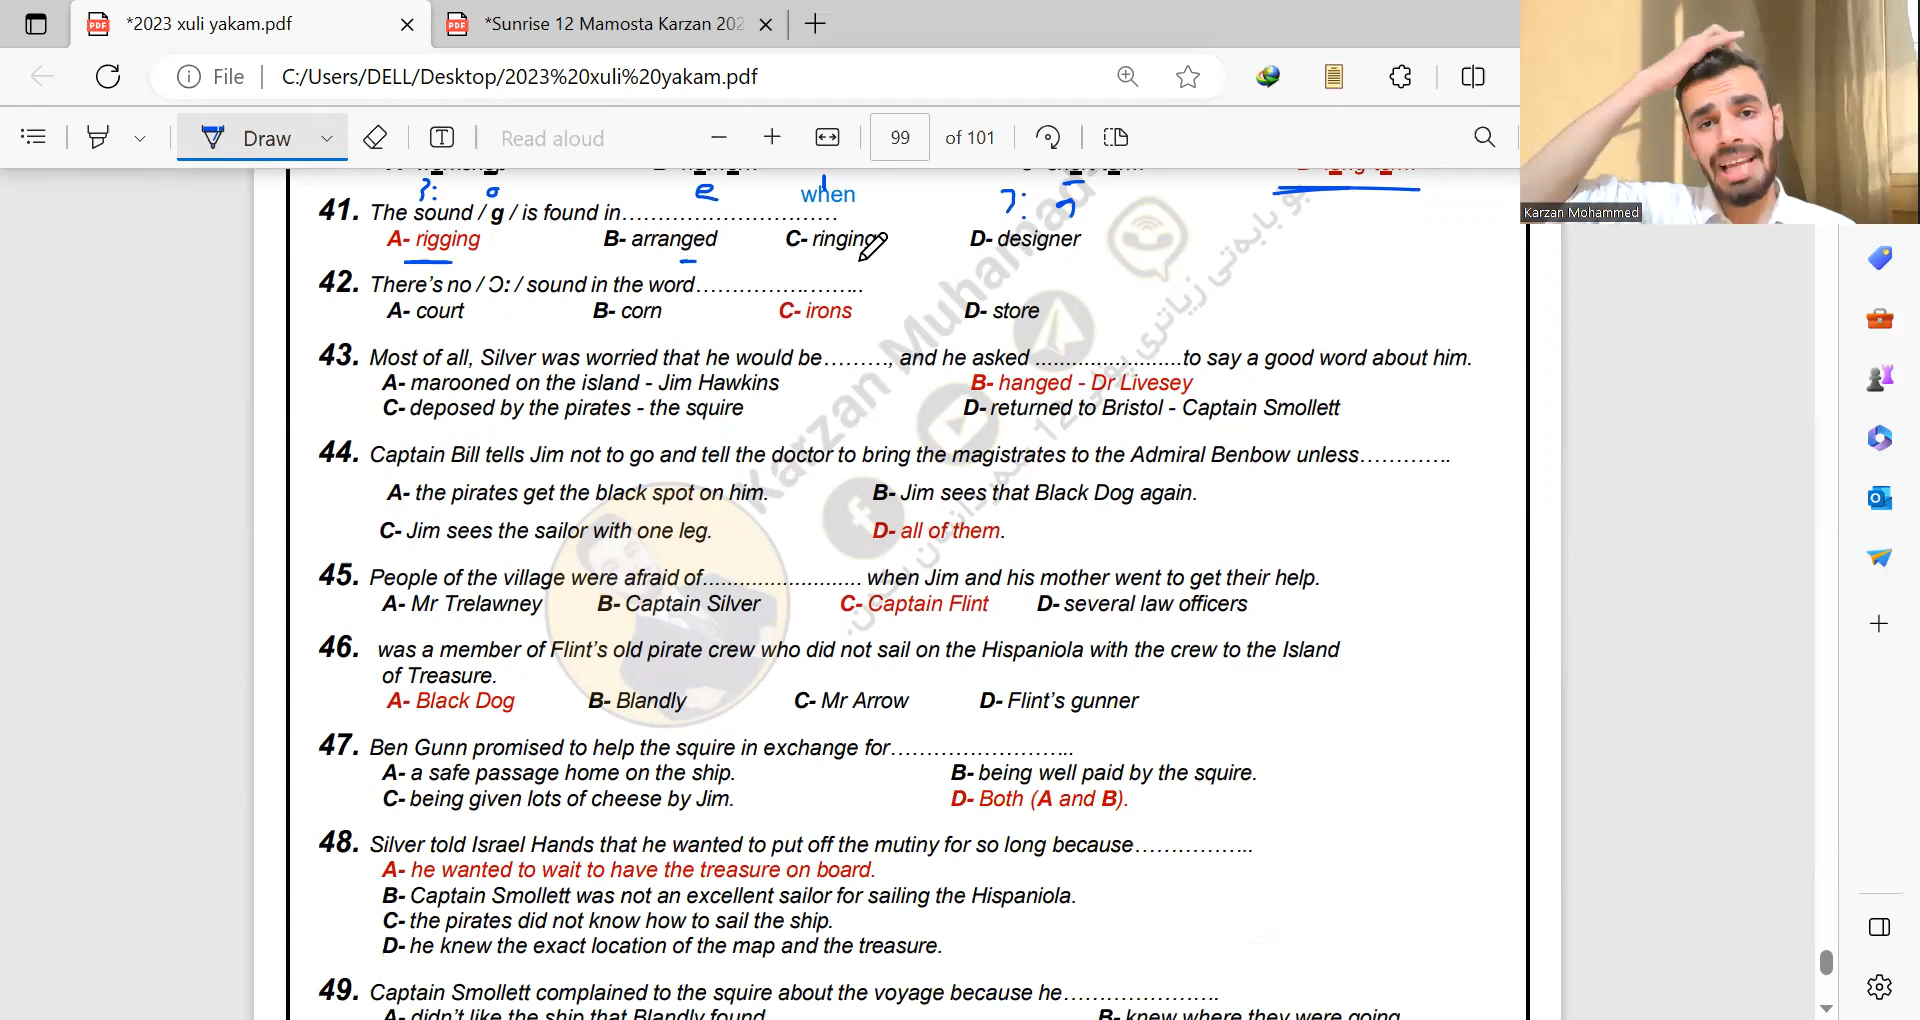 *2023 xuli yakam.pdf
*Sunrise 12 Mamosta Karzan 202
File
C:/Users/DELL/Desktop/2023%20xuli%20yakam.pdf
Draw
Read aloud
99 of 101
Karzan Mohammed
when
41. The sound / g / is found in..............................
A- rigging B- arranged C- ringing D- designer
42. There's no / Ɔ: / sound in the word........................
A- court B- corn C- irons D- store
43. Most of all, Silver was worried that he would be........., and he asked ........................to say a good word about him.
A- marooned on the island - Jim Hawkins B- hanged - Dr Livesey
C- deposed by the pirates - the squire D- returned to Bristol - Captain Smollett
44. Captain Bill tells Jim not to go and tell the doctor to bring the magistrates to the Admiral Benbow unless.............
A- the pirates get the black spot on him. B- Jim sees that Black Dog again.
C- Jim sees the sailor with one leg. D- all of them.
45. People of the village were afraid of.......................... when Jim and his mother went to get their help.
A- Mr Trelawney B- Captain Silver C- Captain Flint D- several law officers
46. was a member of Flint's old pirate crew who did not sail on the Hispaniola with the crew to the Island
of Treasure.
A- Black Dog B- Blandly C- Mr Arrow D- Flint's gunner
47. Ben Gunn promised to help the squire in exchange for.........................
A- a safe passage home on the ship. B- being well paid by the squire.
C- being given lots of cheese by Jim. D- Both (A and B).
48. Silver told Israel Hands that he wanted to put off the mutiny for so long because................
A- he wanted to wait to have the treasure on board.
B- Captain Smollett was not an excellent sailor for sailing the Hispaniola.
C- the pirates did not know how to sail the ship.
D- he knew the exact location of the map and the treasure.
49. Captain Smollett complained to the squire about the voyage because he.....................
A- didn't like the ship that Blandly found B- knew where they were going
Karzan Muhamad